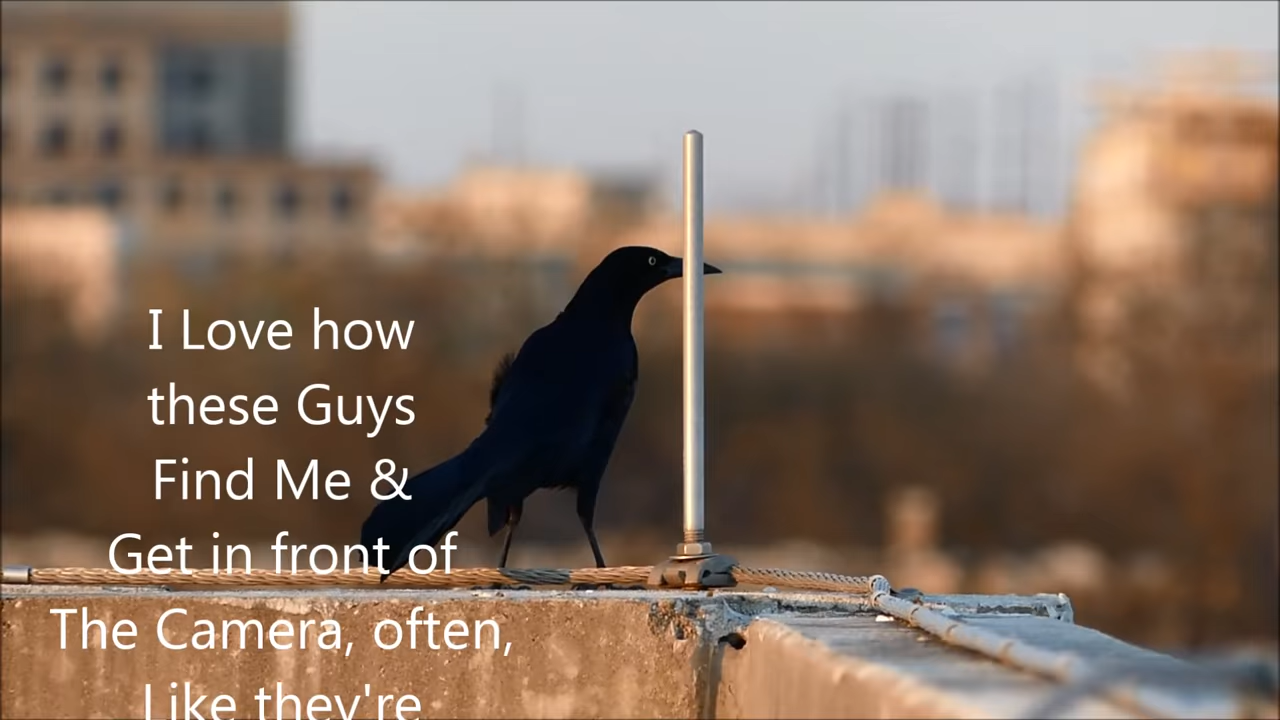 I Love how
these Guys
Find Me &
Get in front of
The Camera, often,
Like they're